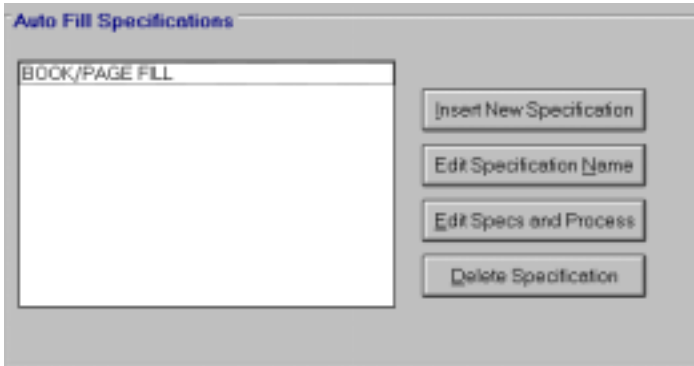 Auto Fill Specifications
BOOK/PAGE FILL
Insert New Specification
Edit Specification Name
Edit Specs and Process
Delete Specification